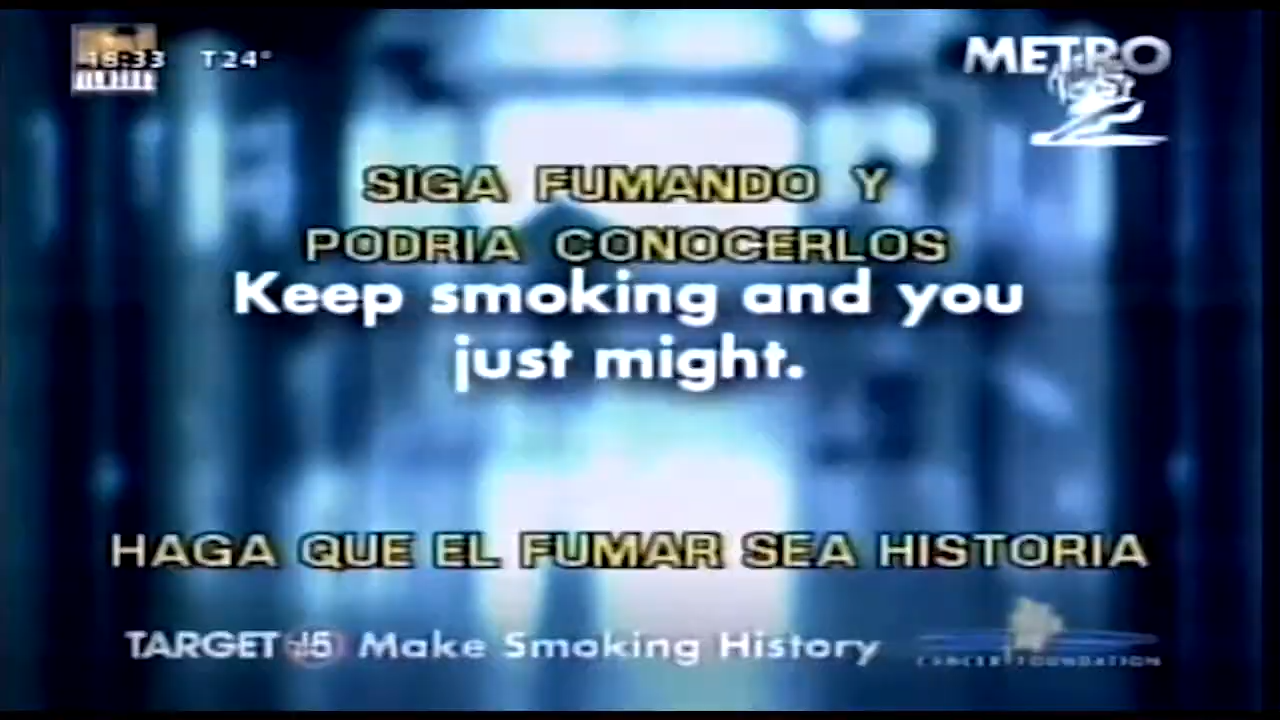 18:33 T24°
METRO
SIGA FUMANDO Y
PODRIA CONOCERLOS
Keep smoking and you
just might.
HAGA QUE EL FUMAR SEA HISTORIA
TARGET 15 Make Smoking History
CANCER FOUNDATION